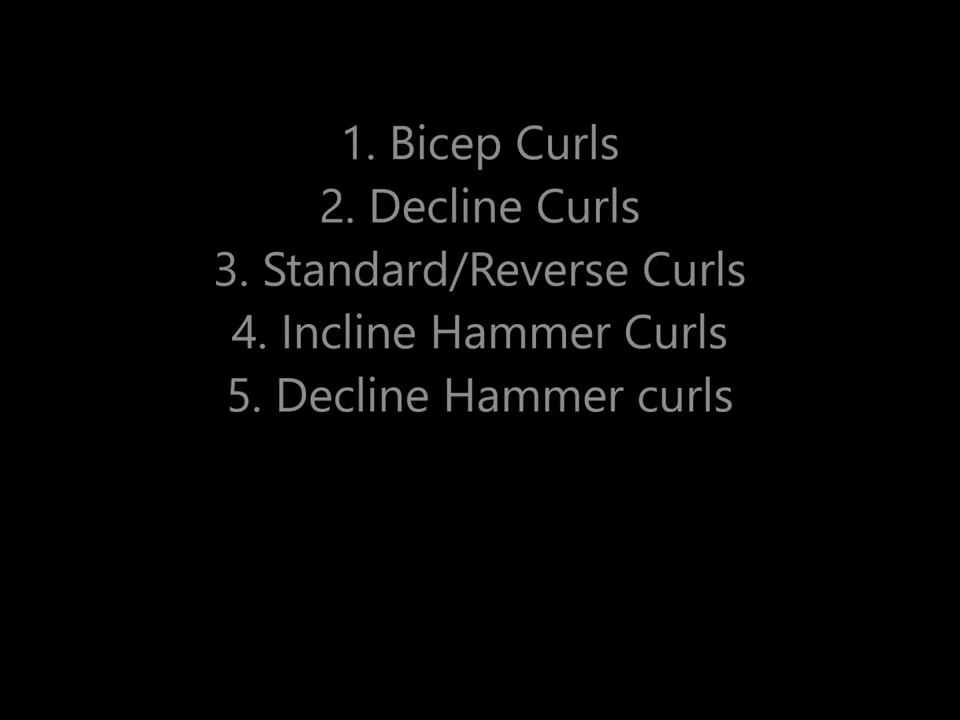 1. Bicep Curls
2. Decline Curls
3. Standard/Reverse Curls
4. Incline Hammer Curls
5. Decline Hammer curls